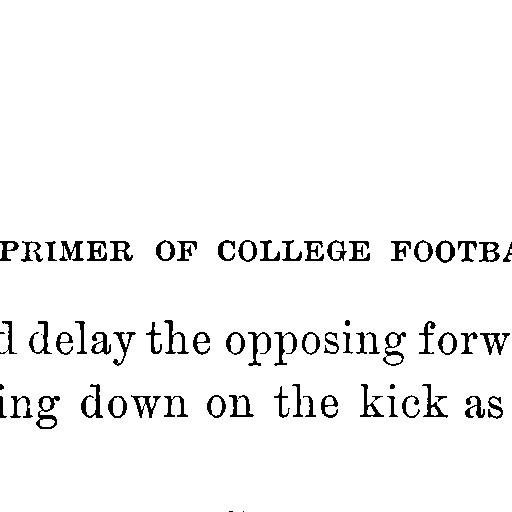 PRIMER OF COLLEGE FOOTBA
d delay the opposing forw
ing down on the kick as